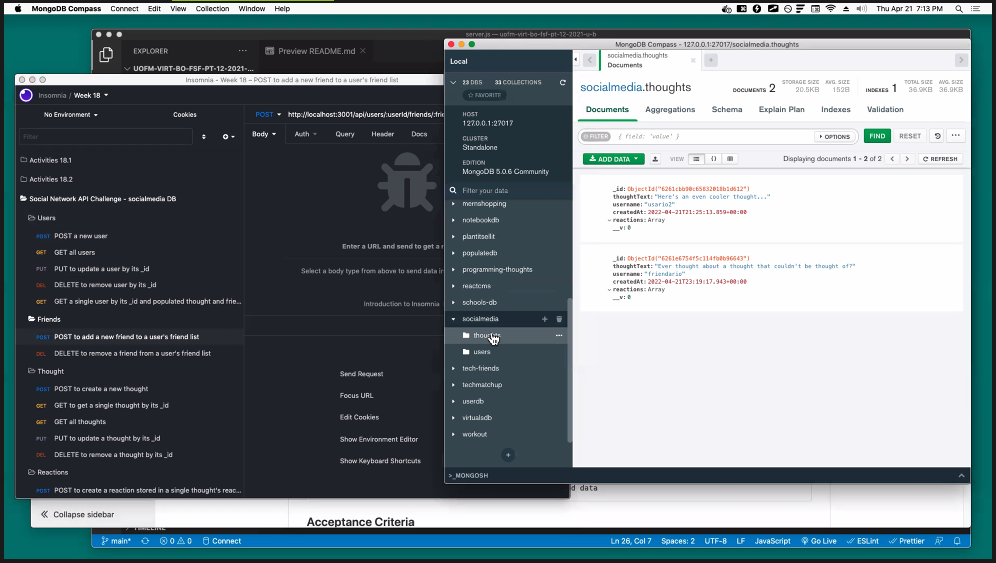 MongoDB Compass Connect Edit View Collection Window Help
Thu Apr 21 7:13 PM
server.js — uofm-virt-bo-fsf-pt-12-2021-u-b
EXPLORER
Preview README.md
UOFM-VIRT-BO-FSF-PT-12-2021-U-B
Insomnia - Week 18 – POST to add a new friend to a user's friend list
Insomnia / Week 18
No Environment
Cookies
Filter
Activities 18.1
Activities 18.2
Social Network API Challenge - socialmedia DB
Users
POST POST a new user
GET GET all users
PUT PUT to update a user by its _id
DEL DELETE to remove user by its _id
GET GET a single user by its _id and populated thought and frie...
Friends
POST POST to add a new friend to a user's friend list
DEL DELETE to remove a friend from a user's friend list
Thought
POST POST to create a new thought
GET GET to get a single thought by its _id
GET GET all thoughts
PUT PUT to update a thought by its _id
DEL DELETE to remove a thought by its _id
Reactions
POST POST to create a reaction stored in a single thought's reac...
POST http://localhost:3001/api/users/:userId/friends/:frie
Body Auth Query Header Docs
Enter a URL and send to get a r
Select a body type from above to send data in
Introduction to Insomnia
Send Request
Focus URL
Edit Cookies
Show Environment Editor
Show Keyboard Shortcuts
MongoDB Compass - 127.0.0.1:27017/socialmedia.thoughts
Local
23 DBS 33 COLLECTIONS
FAVORITE
HOST
127.0.0.1:27017
CLUSTER
Standalone
EDITION
MongoDB 5.0.6 Community
Filter your data
mernshopping
notebookdb
plantitsellit
populatedb
programming-thoughts
reactcms
schools-db
socialmedia
thoughts
users
tech-friends
techmatchup
userdb
virtualsdb
workout
>_MONGOSH
socialmedia.thoughts
Documents
socialmedia.thoughts
DOCUMENTS 2
STORAGE SIZE
20.5KB
AVG. SIZE
152B
INDEXES 1
TOTAL SIZE
36.9KB
AVG. SIZE
36.9KB
Documents Aggregations Schema Explain Plan Indexes Validation
FILTER { field: 'value' }
OPTIONS
FIND
RESET
ADD DATA
VIEW
Displaying documents 1 - 2 of 2
REFRESH
_id: ObjectId("6261cbb90c65832018b1d612")
thoughtText: "Here's an even cooler thought..."
username: "usario2"
createdAt: 2022-04-21T21:25:13.859+00:00
reactions: Array
__v: 0
_id: ObjectId("6261e6754f5c114fb0b96643")
thoughtText: "Ever thought about a thought that couldn't be thought of?"
username: "friendario"
createdAt: 2022-04-21T23:19:17.943+00:00
reactions: Array
__v: 0
ed data
Collapse sidebar
Acceptance Criteria
TIMELINE
main* 0 0 Connect
Ln 26, Col 7 Spaces: 2 UTF-8 LF JavaScript Go Live ESLint Prettier